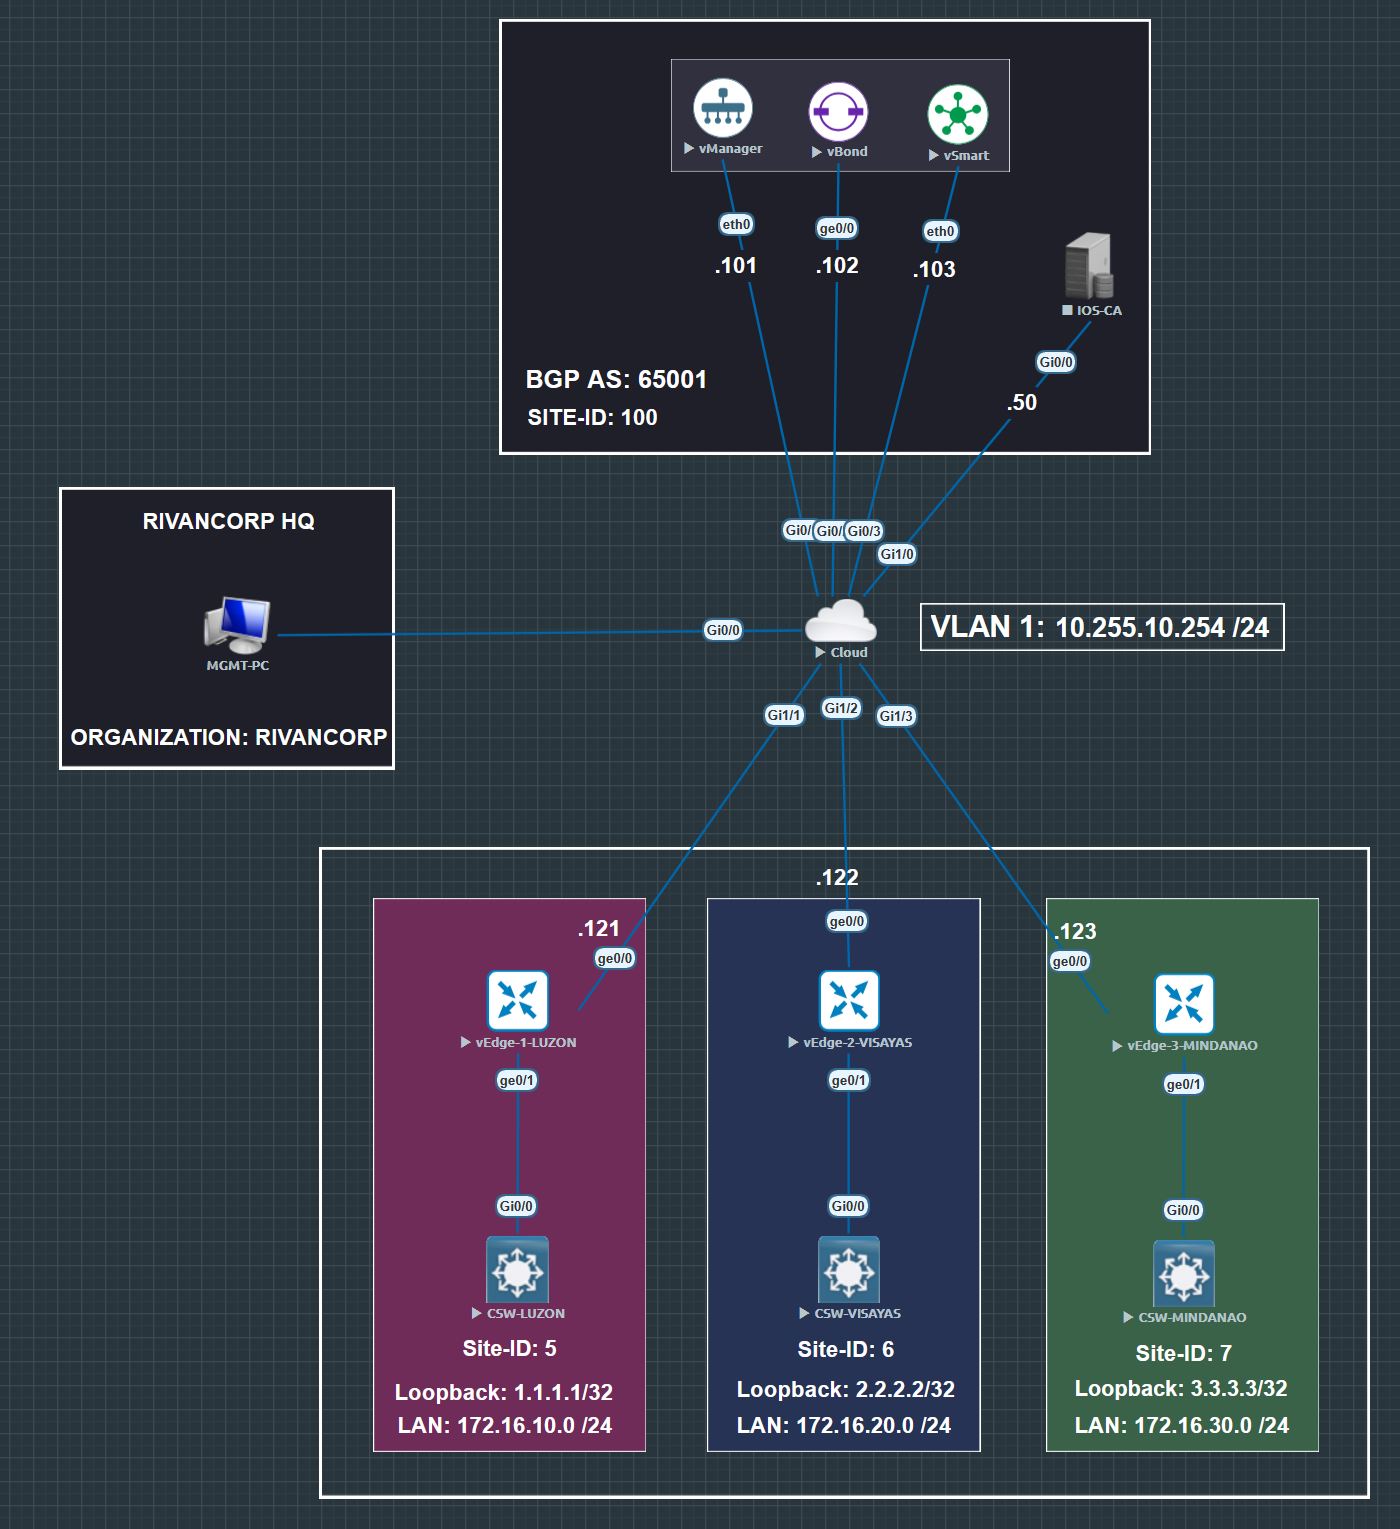 vManager
vBond
vSmart
eth0
ge0/0
eth0
.101
.102
.103
IOS-CA
Gi0/0
.50
BGP AS: 65001
SITE-ID: 100
RIVANCORP HQ
MGMT-PC
ORGANIZATION: RIVANCORP
Gi0/
Gi0/
Gi0/3
Gi1/0
Gi0/0
Cloud
VLAN 1: 10.255.10.254 /24
Gi1/1
Gi1/2
Gi1/3
.121
ge0/0
vEdge-1-LUZON
ge0/1
Gi0/0
CSW-LUZON
Site-ID: 5
Loopback: 1.1.1.1/32
LAN: 172.16.10.0 /24
.122
ge0/0
vEdge-2-VISAYAS
ge0/1
Gi0/0
CSW-VISAYAS
Site-ID: 6
Loopback: 2.2.2.2/32
LAN: 172.16.20.0 /24
.123
ge0/0
vEdge-3-MINDANAO
ge0/1
Gi0/0
CSW-MINDANAO
Site-ID: 7
Loopback: 3.3.3.3/32
LAN: 172.16.30.0 /24